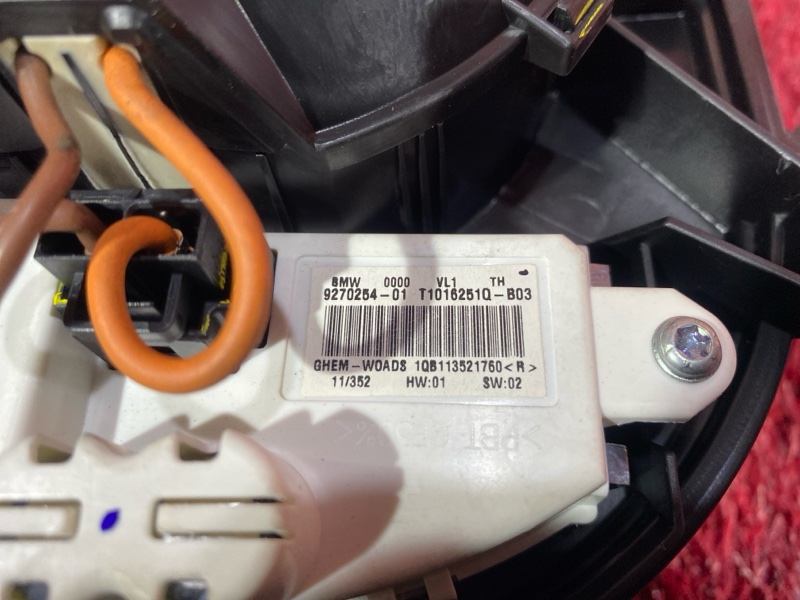 BMW 0000 VL1 TH
9270254-01 T1016251Q-B03
GHEM-WOADS 1QB113521760<R>
11/352 HW:01 SW:02